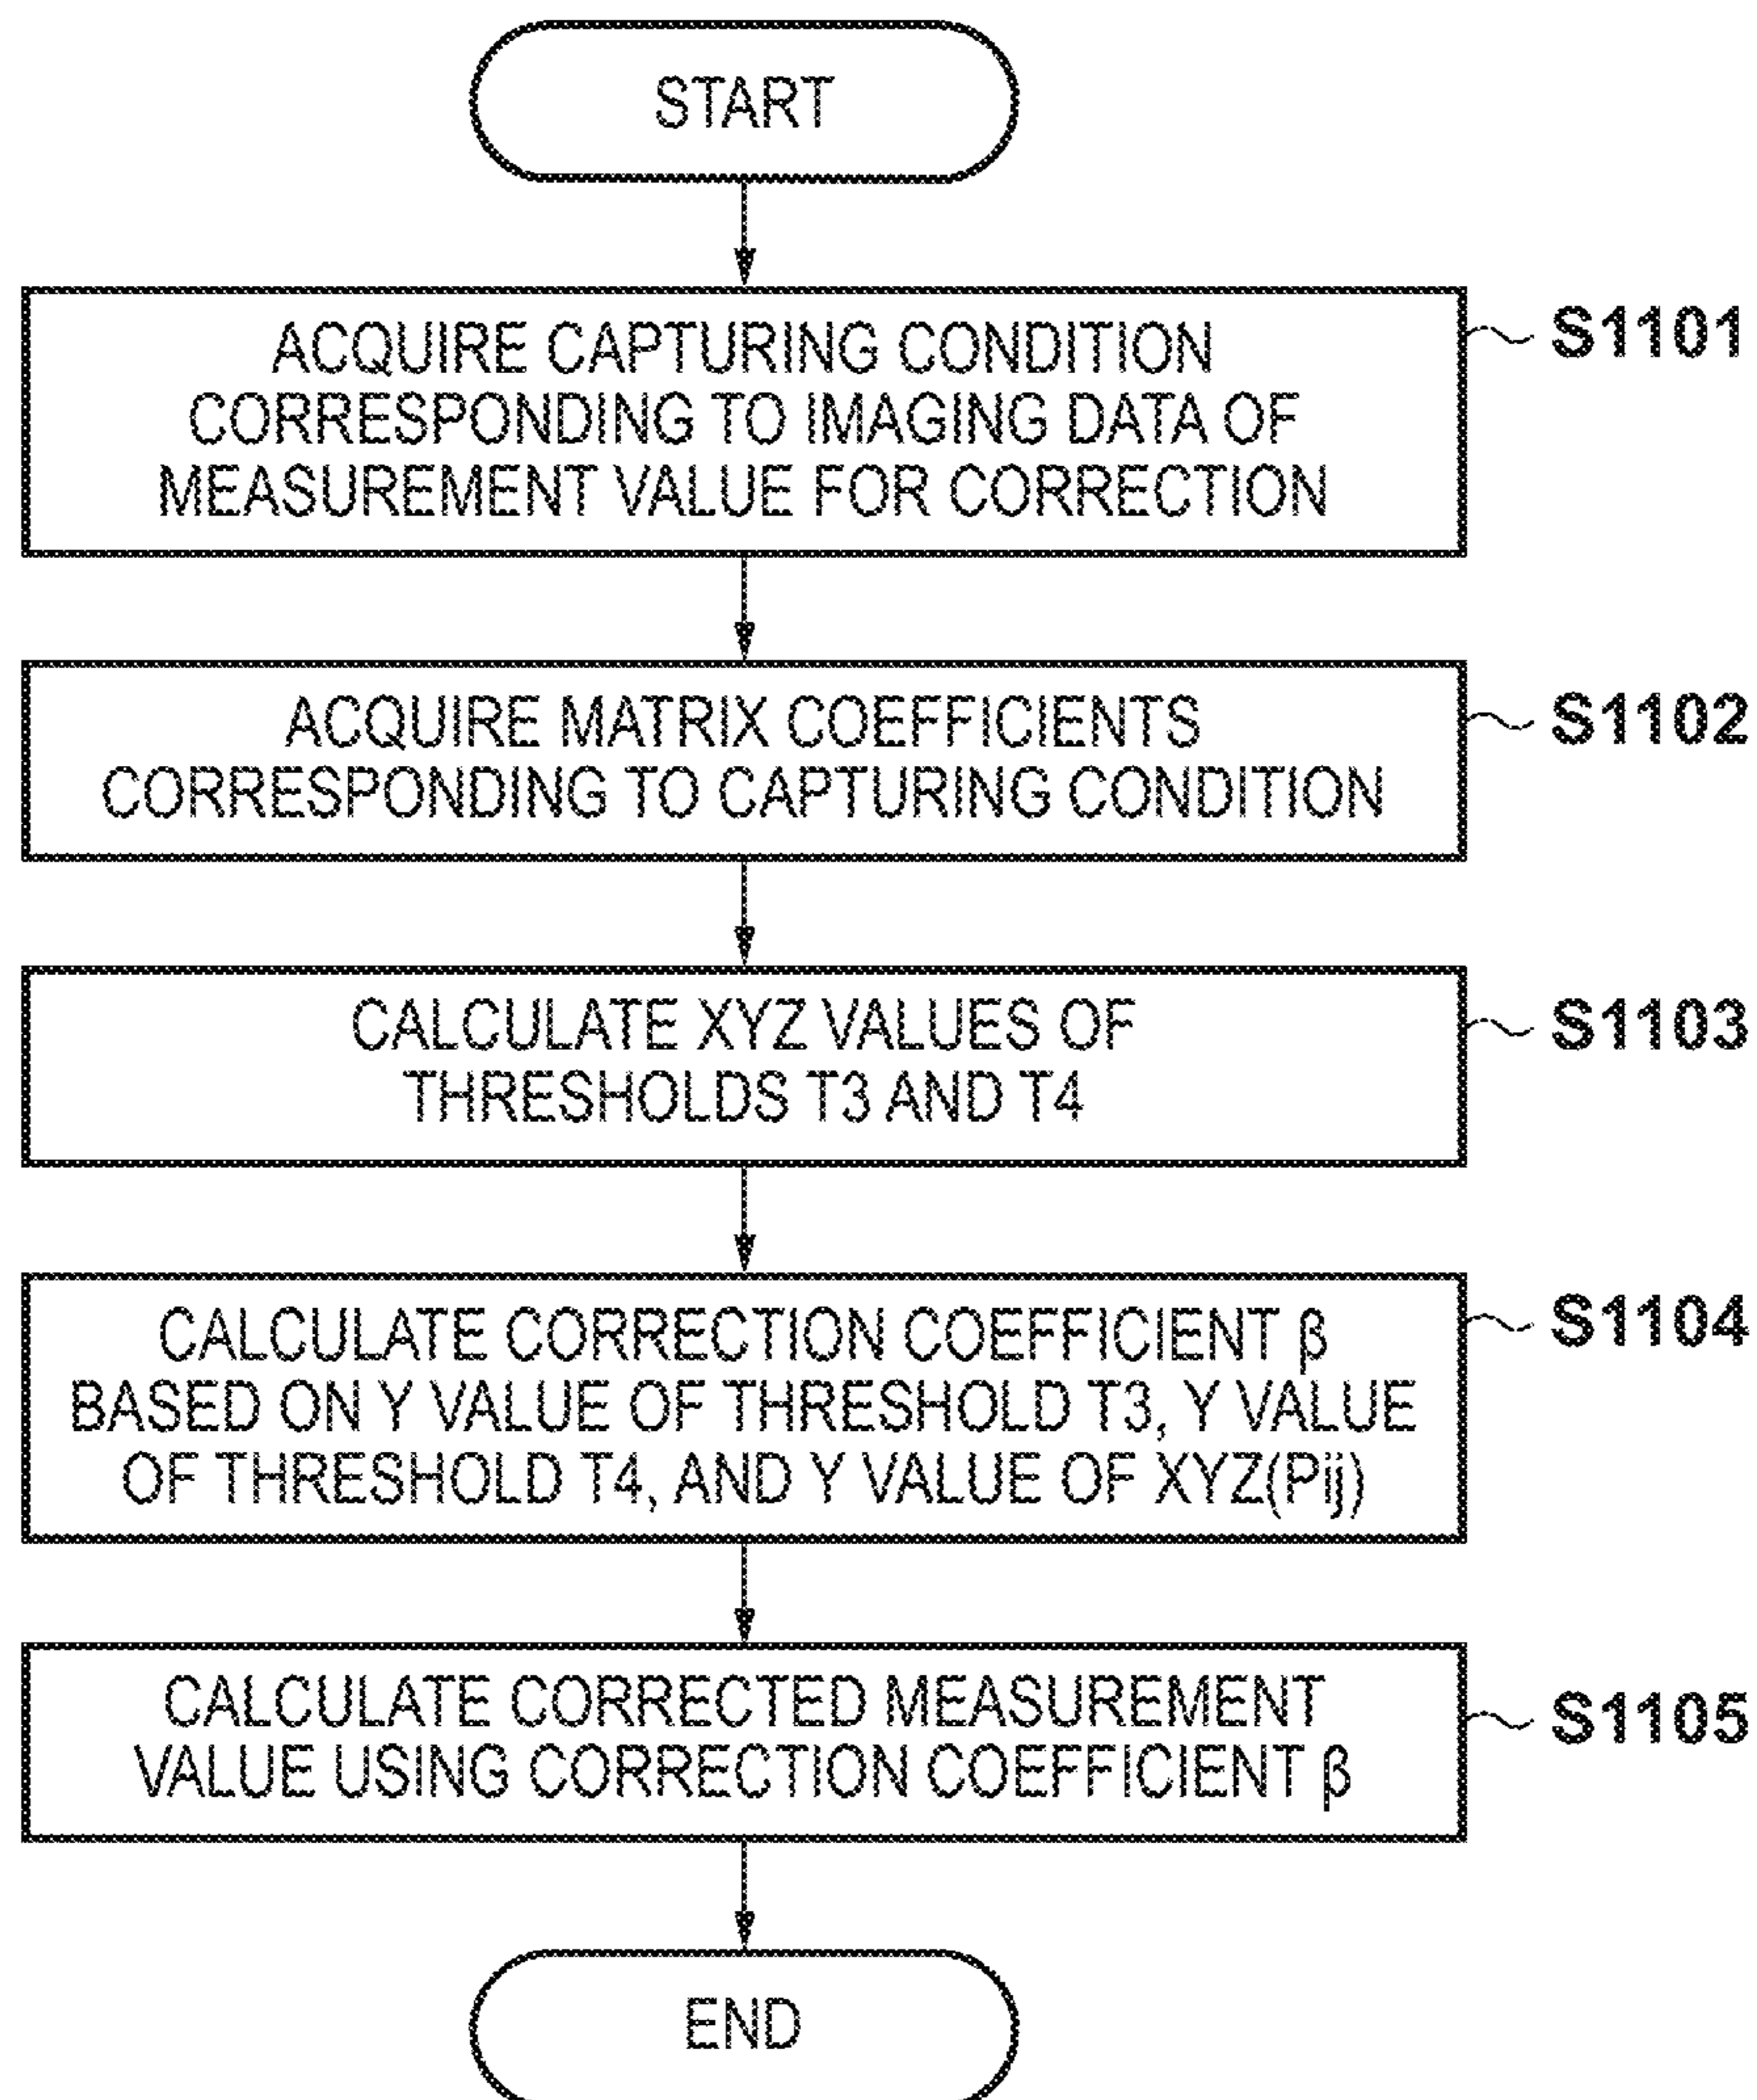 START
ACQUIRE CAPTURING CONDITION
CORRESPONDING TO IMAGING DATA OF
MEASUREMENT VALUE FOR CORRECTION
S1101
ACQUIRE MATRIX COEFFICIENTS
CORRESPONDING TO CAPTURING CONDITION
S1102
CALCULATE XYZ VALUES OF
THRESHOLDS T3 AND T4
S1103
CALCULATE CORRECTION COEFFICIENT β
BASED ON Y VALUE OF THRESHOLD T3, Y VALUE
OF THRESHOLD T4, AND Y VALUE OF XYZ(Pij)
S1104
CALCULATE CORRECTED MEASUREMENT
VALUE USING CORRECTION COEFFICIENT β
S1105
END